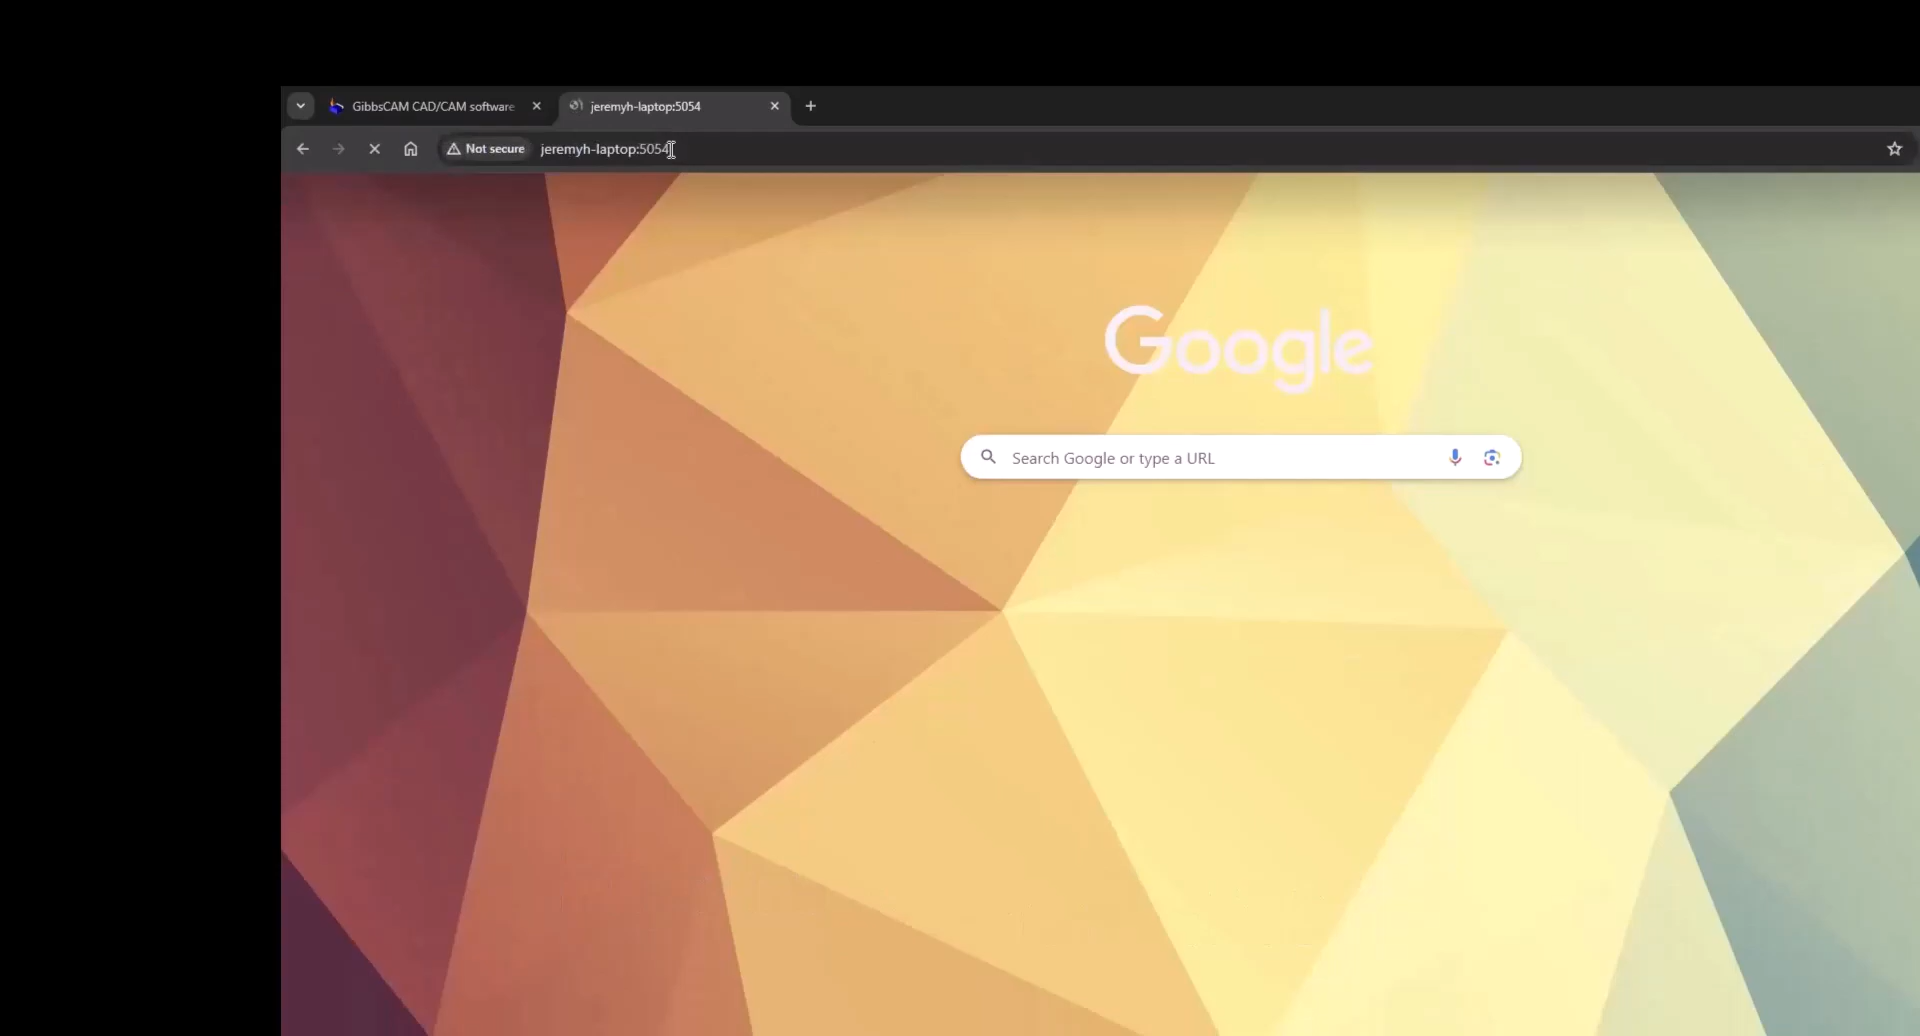 GibbsCAM CAD/CAM software
jeremyh-laptop:5054
Not secure
jeremyh-laptop:5054
Google
Search Google or type a URL